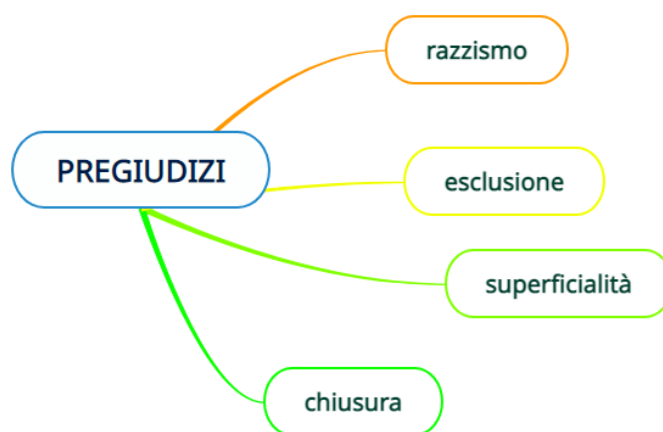 razzismo
PREGIUDIZI
esclusione
superficialità
chiusura